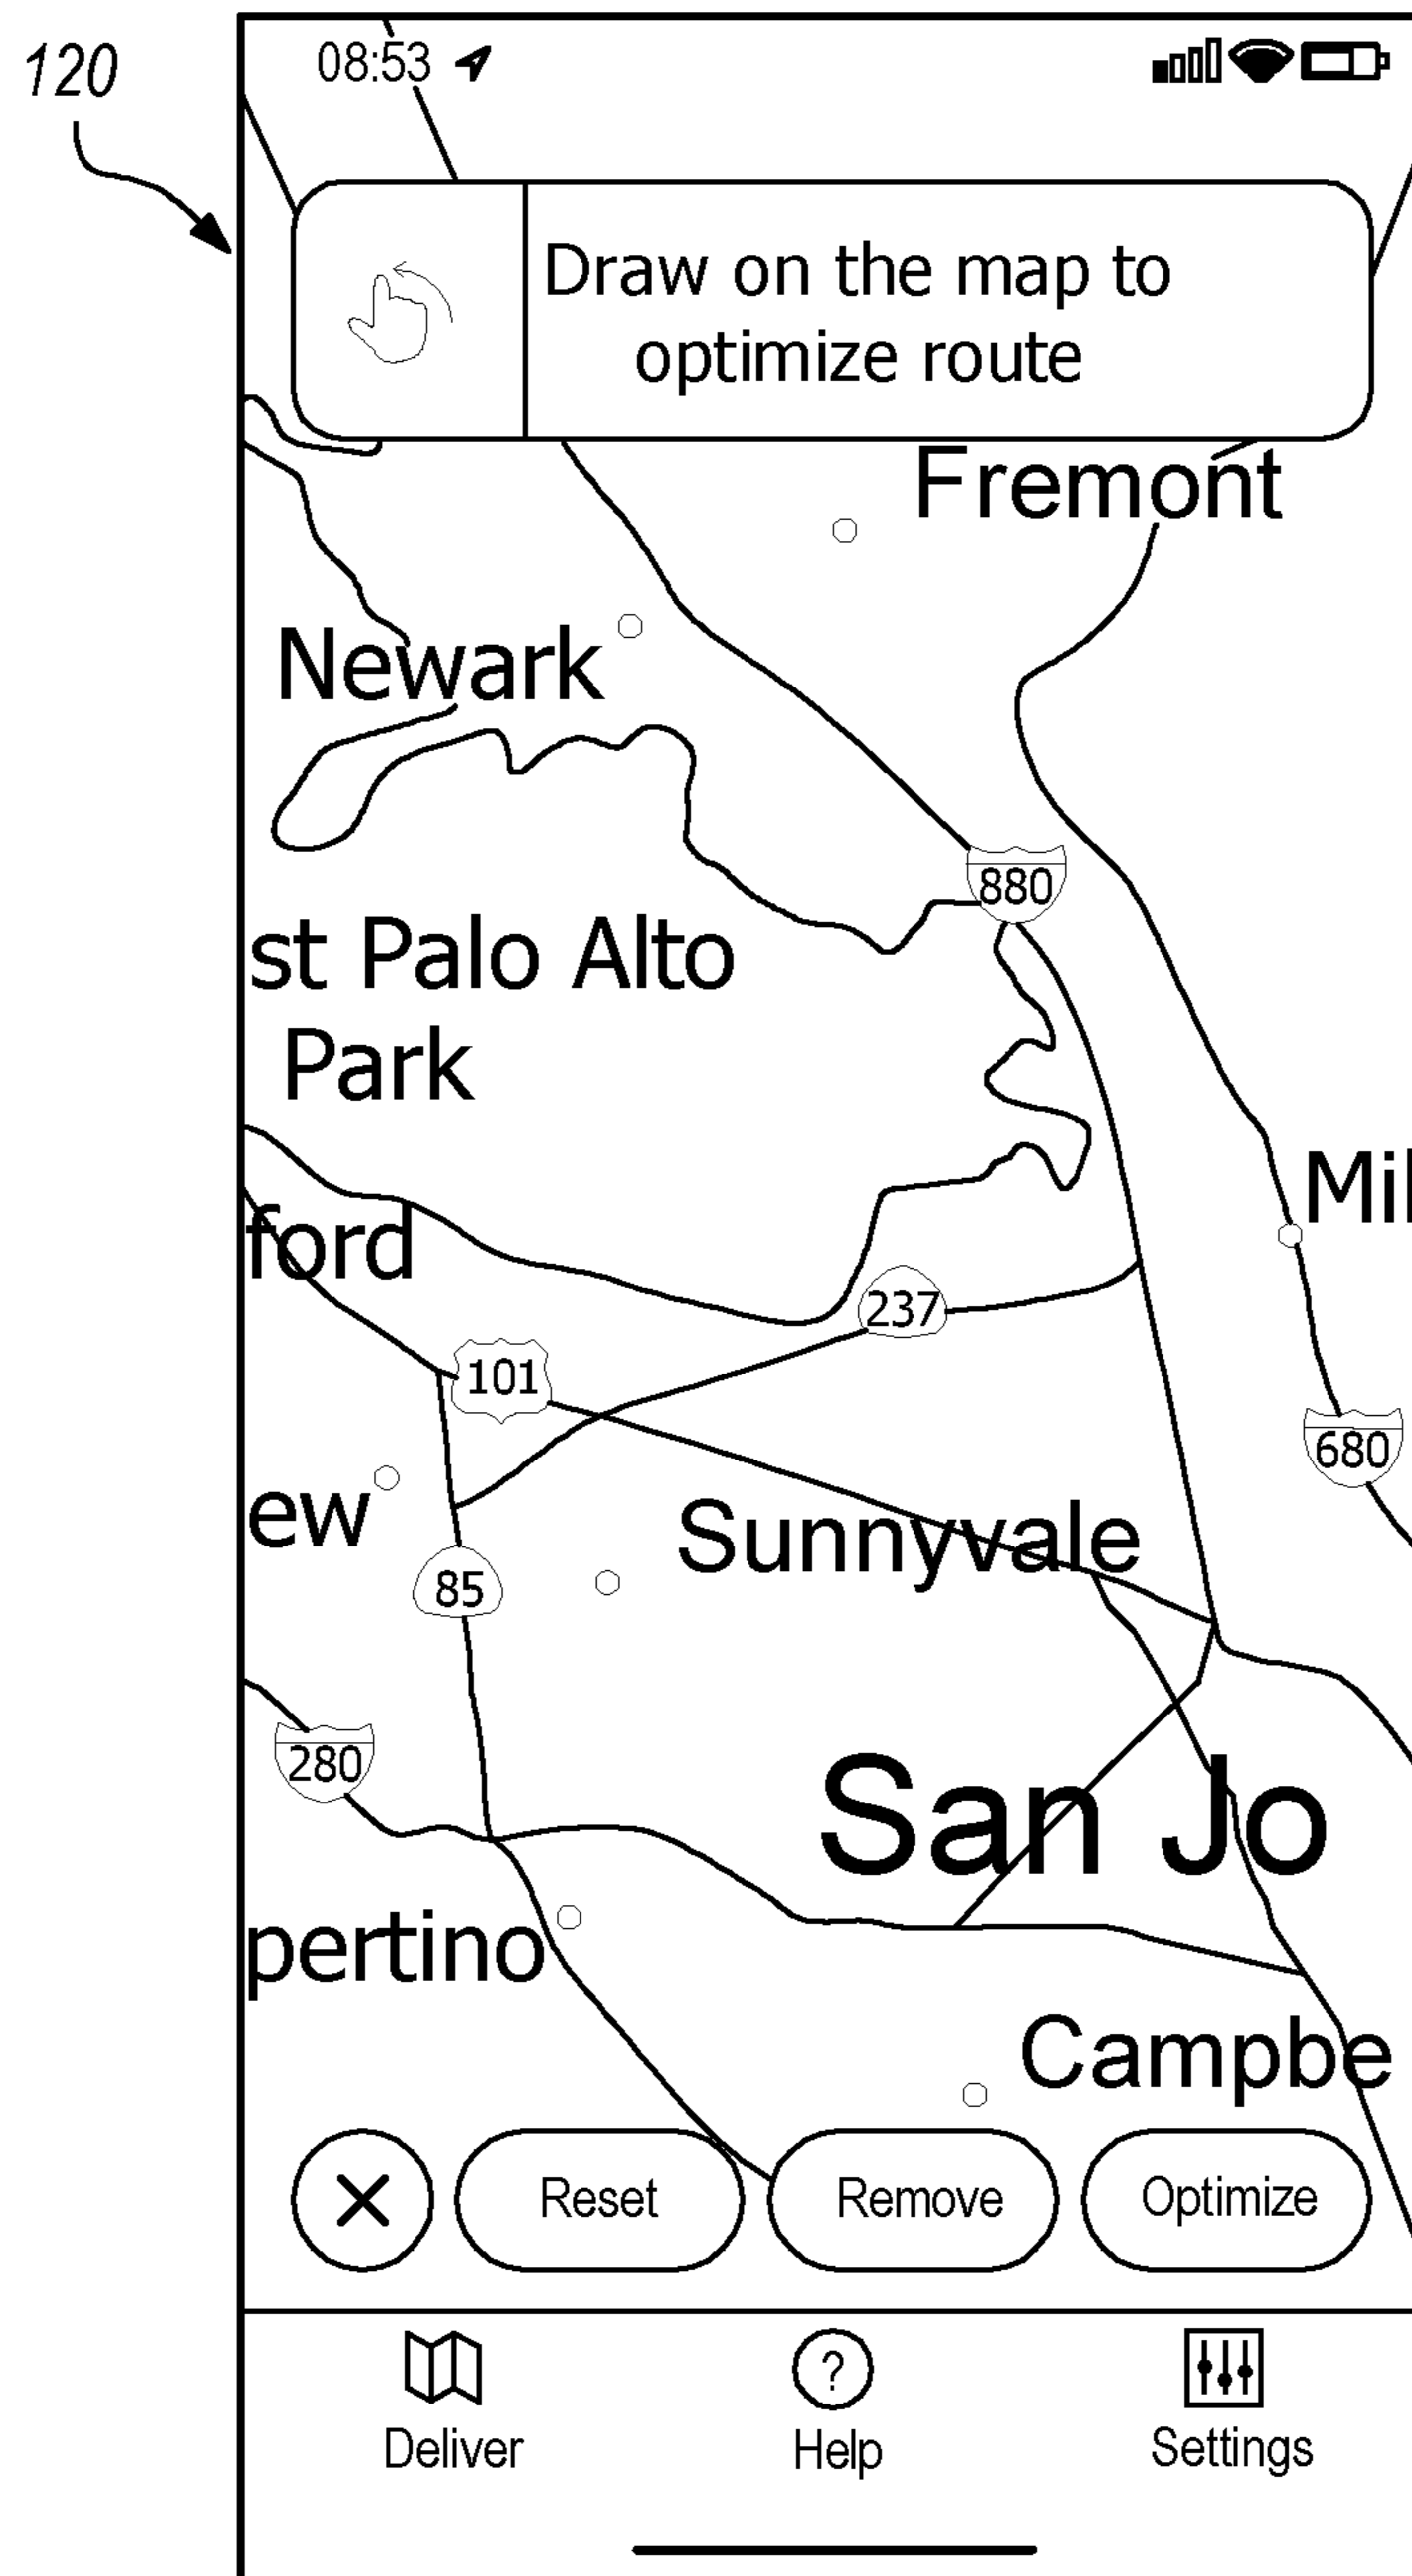 120
08:53
Draw on the map to
optimize route
Fremont
Newark
880
st Palo Alto
Park
Mil
ford
237
101
680
ew
Sunnyvale
85
280
San Jo
pertino
Campbe
Reset
Remove
Optimize
?
Deliver
Help
Settings